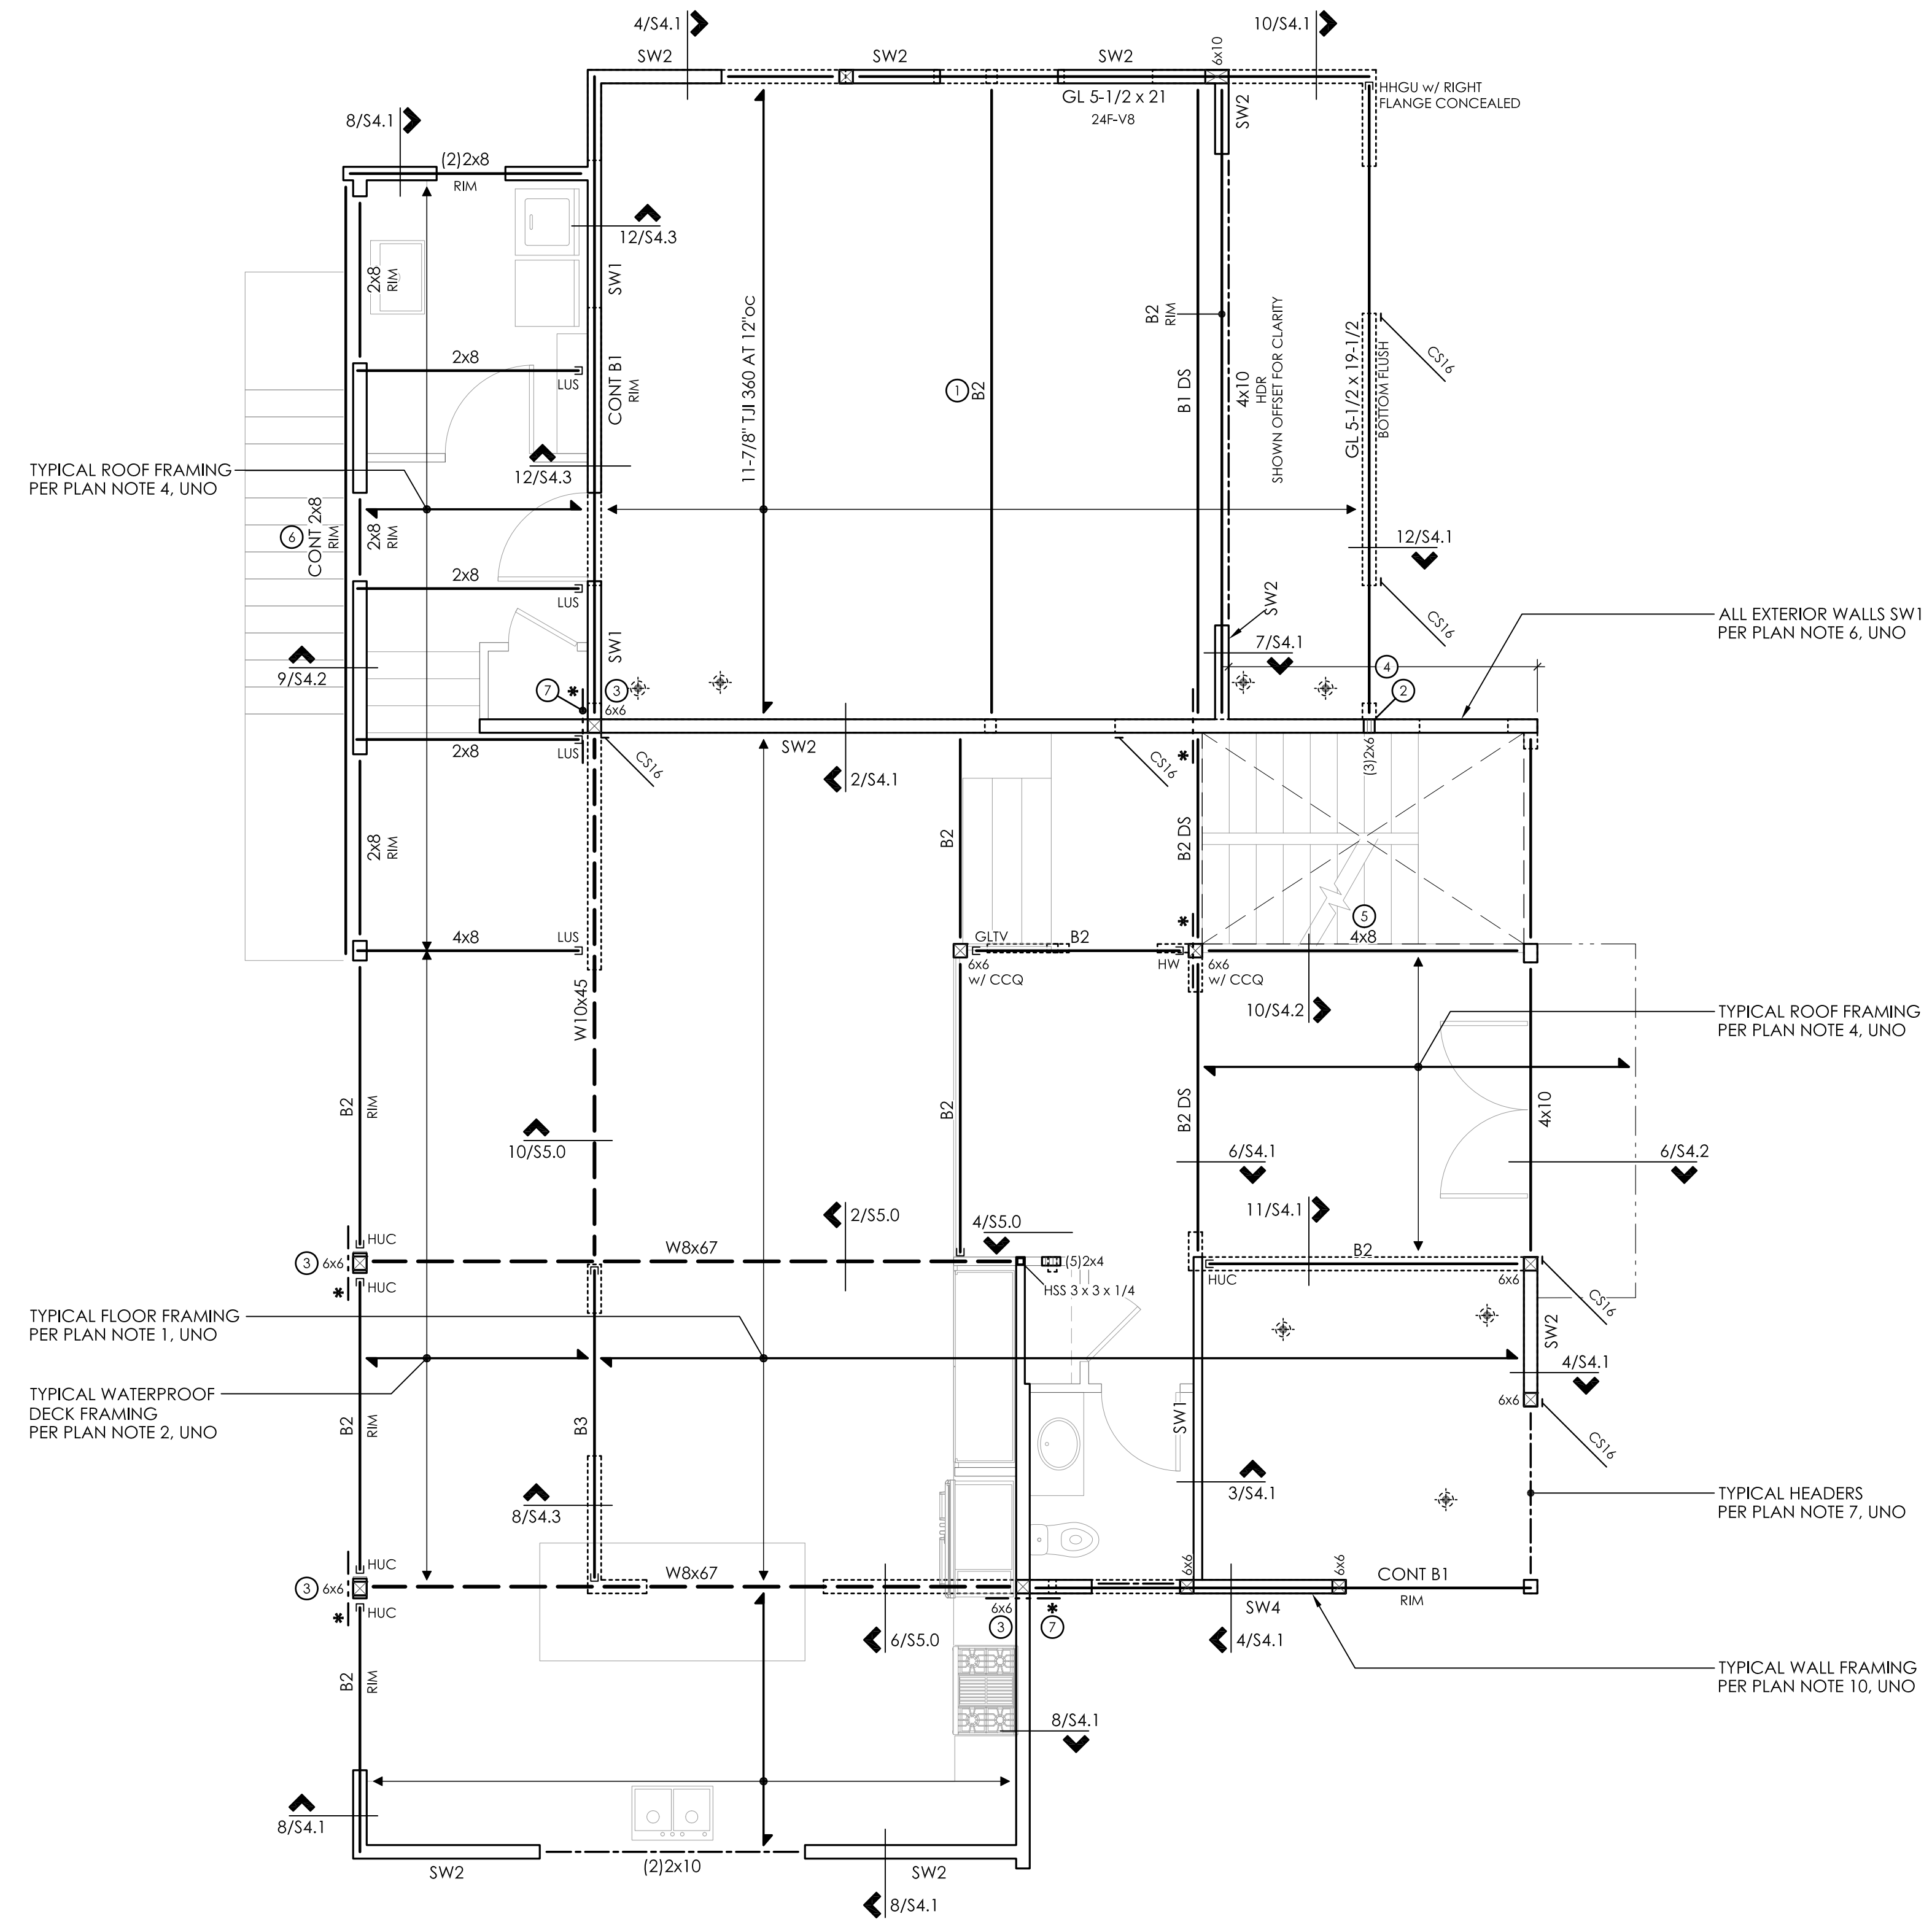 4/S4.1
10/S4.1
SW2
SW2
SW2
6x10
HHGU w/ RIGHT
FLANGE CONCEALED
GL 5-1/2 x 21
24F-V8
SW2
8/S4.1
(2)2x8
RIM
12/S4.3
2x8
RIM
SW1
CONT B1
RIM
11-7/8" TJI 360 AT 12"oc
1
B2
B1 DS
B2
RIM
4x10
HDR
SHOWN OFFSET FOR CLARITY
GL 5-1/2 x 19-1/2
BOTTOM FLUSH
CS16
2x8
LUS
12/S4.3
TYPICAL ROOF FRAMING
PER PLAN NOTE 4, UNO
6
CONT 2x8
RIM
2x8
RIM
12/S4.1
2x8
LUS
CS16
SW2
ALL EXTERIOR WALLS SW1
PER PLAN NOTE 6, UNO
SW1
7/S4.1
9/S4.2
4
7
*
3
6x6
2
2x8
LUS
SW2
CS16
2/S4.1
CS16
*
(3)2x6
2x8
RIM
B2
B2 DS
5
4x8
4x8
LUS
GLTV
B2
*
HW
6x6
w/ CCQ
6x6
w/ CCQ
W10x45
10/S4.2
TYPICAL ROOF FRAMING
PER PLAN NOTE 4, UNO
B2
RIM
B2
B2 DS
4x10
10/S5.0
6/S4.1
6/S4.2
2/S5.0
4/S5.0
11/S4.1
HUC
3
6x6
W8x67
(5)2x4
B2
HUC
*
HSS 3 x 3 x 1/4
HUC
6x6
CS16
TYPICAL FLOOR FRAMING
PER PLAN NOTE 1, UNO
SW2
4/S4.1
TYPICAL WATERPROOF
DECK FRAMING
PER PLAN NOTE 2, UNO
B2
RIM
B3
SW1
6x6
CS16
8/S4.3
3/S4.1
TYPICAL HEADERS
PER PLAN NOTE 7, UNO
HUC
3
6x6
W8x67
6x6
6x6
CONT B1
RIM
*
HUC
6x6
3
*
7
SW4
6/S5.0
4/S4.1
B2
RIM
TYPICAL WALL FRAMING
PER PLAN NOTE 10, UNO
8/S4.1
8/S4.1
SW2
(2)2x10
SW2
8/S4.1